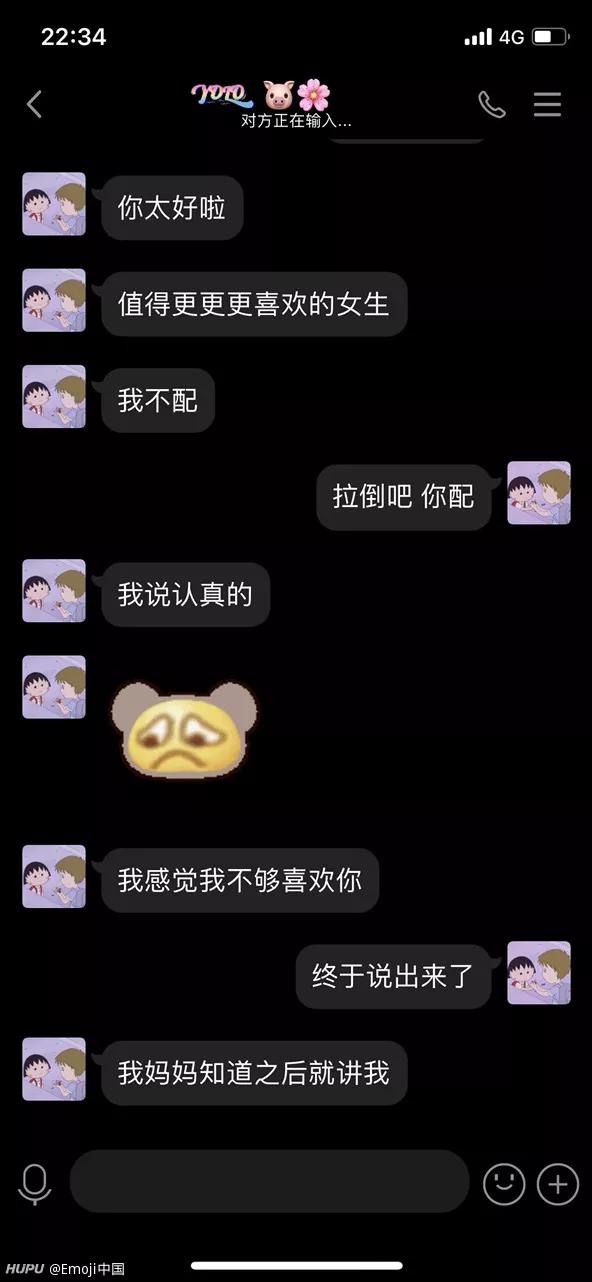 22:34
4G
YOLO
对方正在输入...
你太好啦
值得更更更喜欢的女生
我不配
拉倒吧 你配
我说认真的
我感觉我不够喜欢你
终于说出来了
我妈妈知道之后就讲我
HUPU @Emoji中国